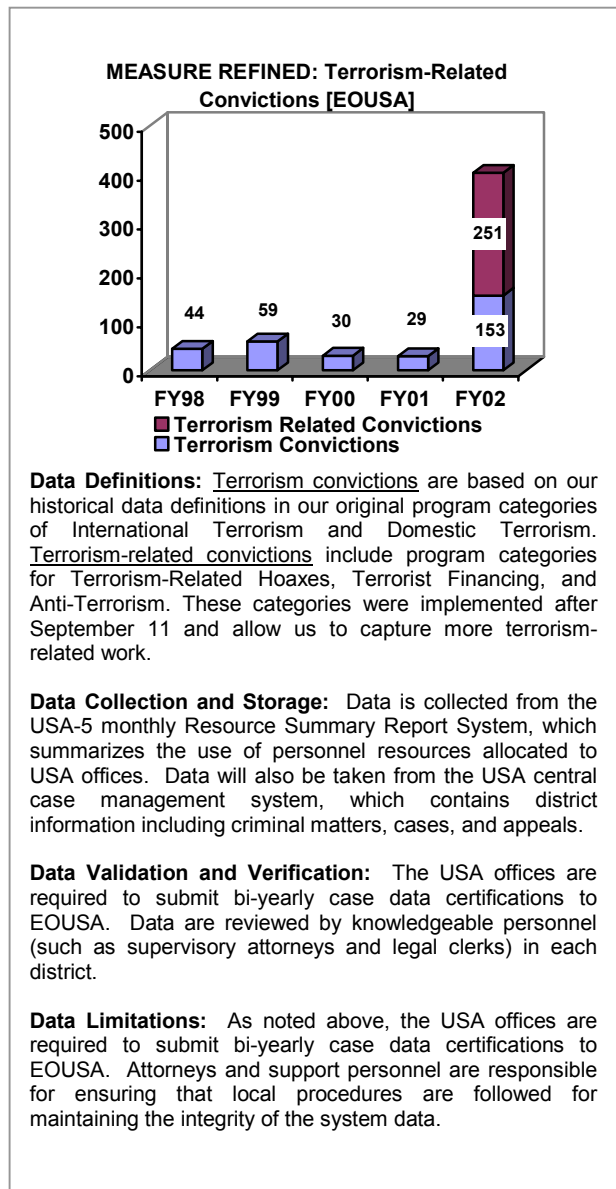 MEASURE REFINED: Terrorism-Related
Convictions [EOUSA]
500
400
300
200
100
0
44
59
30
29
251
153
FY98 FY99 FY00 FY01 FY02
Terrorism Related Convictions
Terrorism Convictions
Data Definitions: Terrorism convictions are based on our
historical data definitions in our original program categories
of International Terrorism and Domestic Terrorism.
Terrorism-related convictions include program categories
for Terrorism-Related Hoaxes, Terrorist Financing, and
Anti-Terrorism. These categories were implemented after
September 11 and allow us to capture more terrorism-
related work.
Data Collection and Storage: Data is collected from the
USA-5 monthly Resource Summary Report System, which
summarizes the use of personnel resources allocated to
USA offices. Data will also be taken from the USA central
case management system, which contains district
information including criminal matters, cases, and appeals.
Data Validation and Verification: The USA offices are
required to submit bi-yearly case data certifications to
EOUSA. Data are reviewed by knowledgeable personnel
(such as supervisory attorneys and legal clerks) in each
district.
Data Limitations: As noted above, the USA offices are
required to submit bi-yearly case data certifications to
EOUSA. Attorneys and support personnel are responsible
for ensuring that local procedures are followed for
maintaining the integrity of the system data.